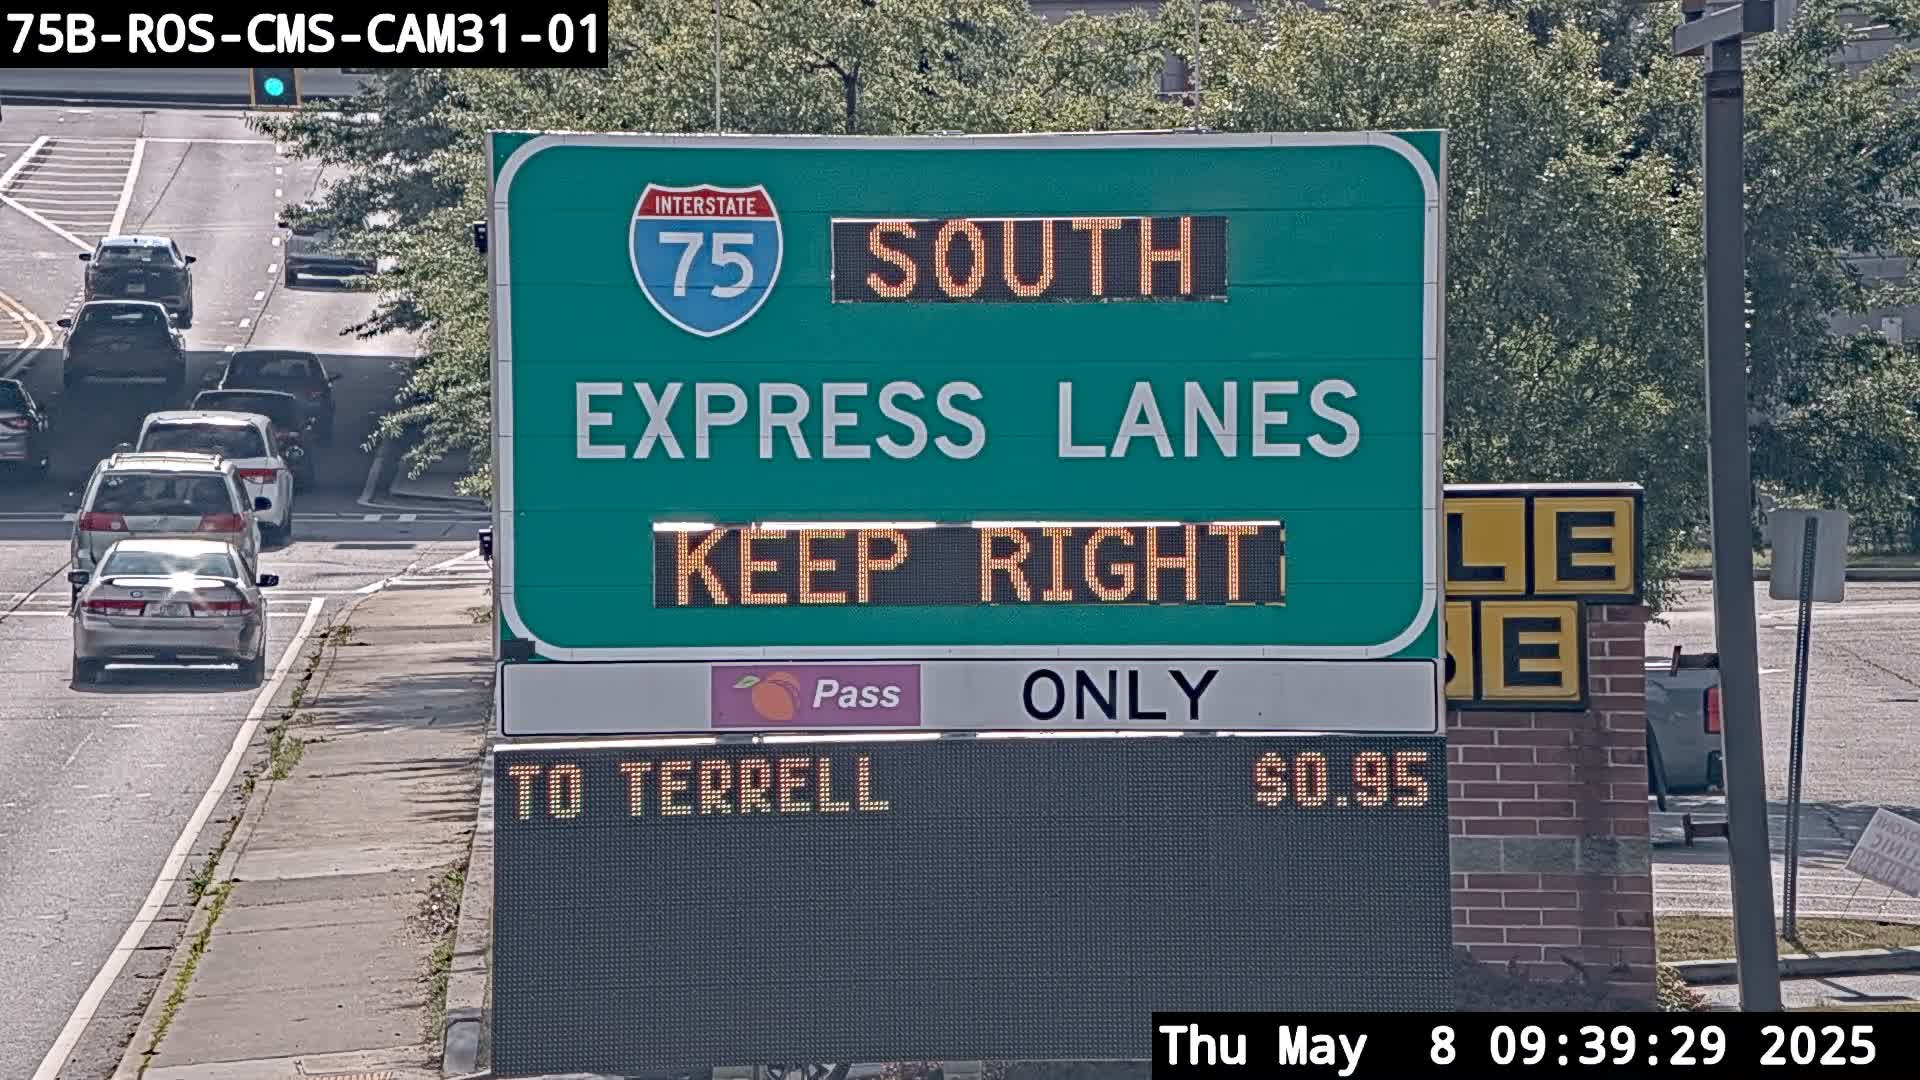 75B-ROS-CMS-CAM31-01
INTERSTATE
75
SOUTH
EXPRESS LANES
KEEP RIGHT
LE
E
Pass
ONLY
TO TERRELL $0.95
Thu May 8 09:39:29 2025